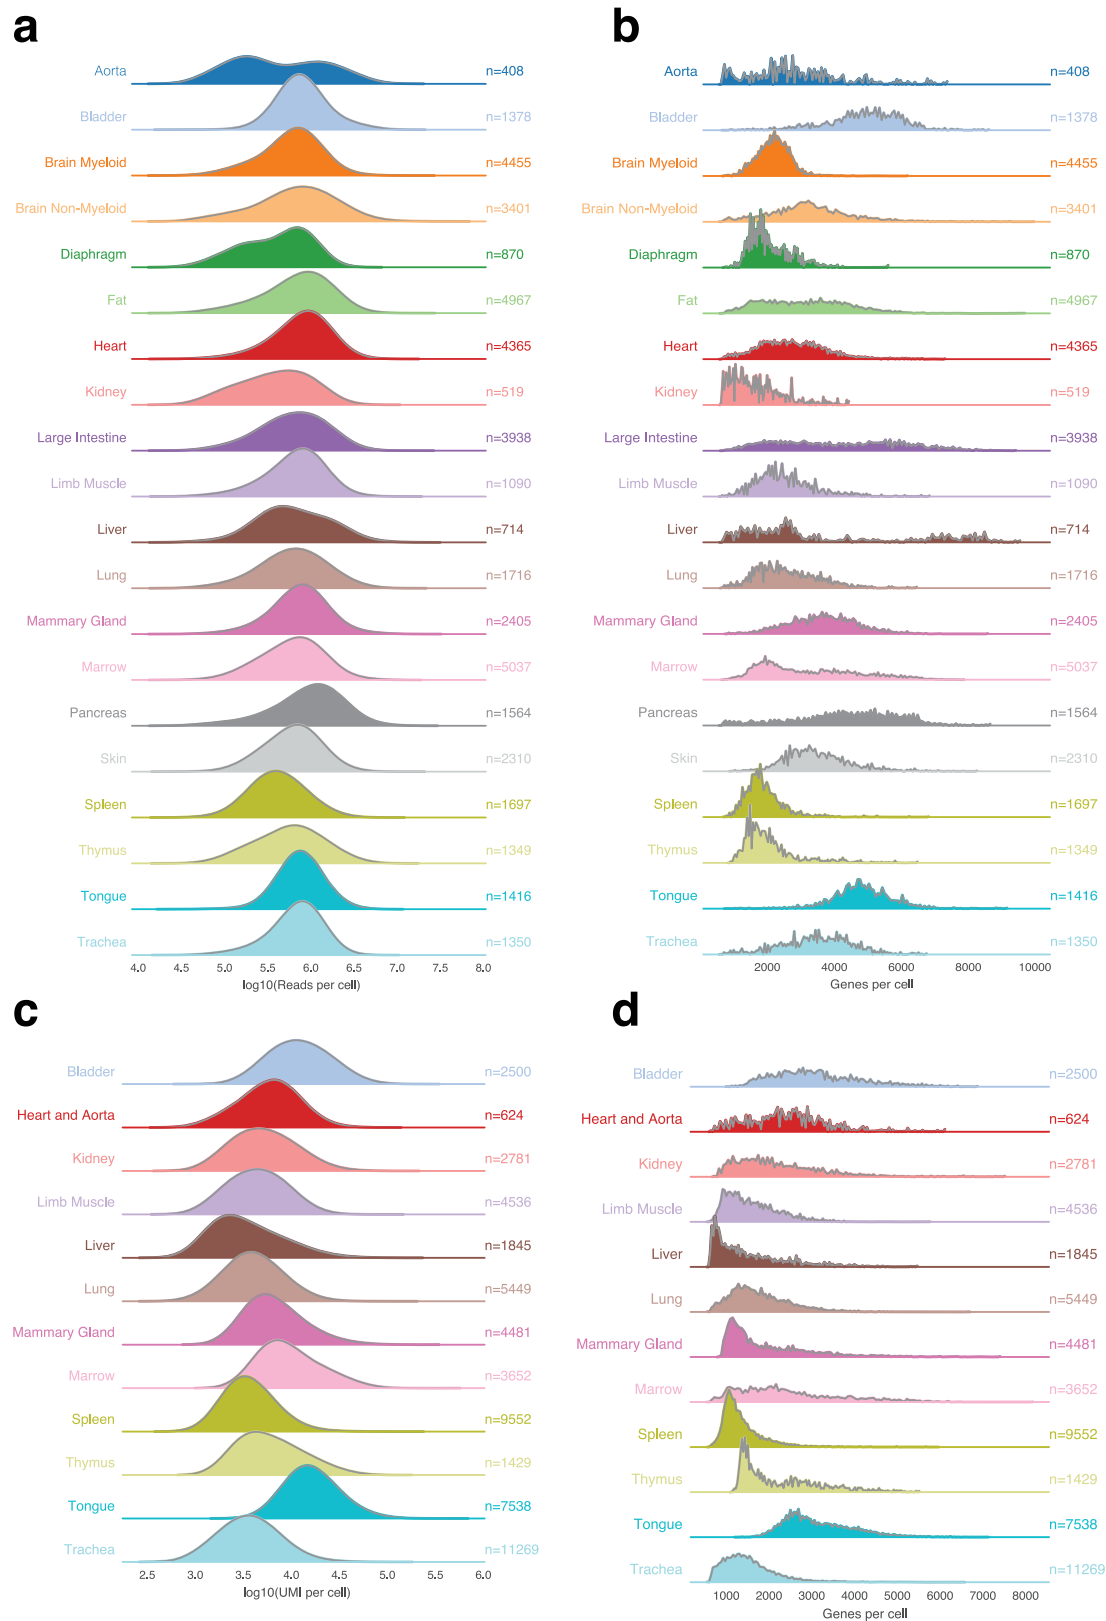 a
Aorta n=408
Bladder n=1378
Brain Myeloid n=4455
Brain Non-Myeloid n=3401
Diaphragm n=870
Fat n=4967
Heart n=4365
Kidney n=519
Large Intestine n=3938
Limb Muscle n=1090
Liver n=714
Lung n=1716
Mammary Gland n=2405
Marrow n=5037
Pancreas n=1564
Skin n=2310
Spleen n=1697
Thymus n=1349
Tongue n=1416
Trachea n=1350
4.0 4.5 5.0 5.5 6.0 6.5 7.0 7.5 8.0
log10(Reads per cell)
b
Aorta n=408
Bladder n=1378
Brain Myeloid n=4455
Brain Non-Myeloid n=3401
Diaphragm n=870
Fat n=4967
Heart n=4365
Kidney n=519
Large Intestine n=3938
Limb Muscle n=1090
Liver n=714
Lung n=1716
Mammary Gland n=2405
Marrow n=5037
Pancreas n=1564
Skin n=2310
Spleen n=1697
Thymus n=1349
Tongue n=1416
Trachea n=1350
2000 4000 6000 8000 10000
Genes per cell
c
Bladder n=2500
Heart and Aorta n=624
Kidney n=2781
Limb Muscle n=4536
Liver n=1845
Lung n=5449
Mammary Gland n=4481
Marrow n=3652
Spleen n=9552
Thymus n=1429
Tongue n=7538
Trachea n=11269
2.5 3.0 3.5 4.0 4.5 5.0 5.5 6.0
log10(UMI per cell)
d
Bladder n=2500
Heart and Aorta n=624
Kidney n=2781
Limb Muscle n=4536
Liver n=1845
Lung n=5449
Mammary Gland n=4481
Marrow n=3652
Spleen n=9552
Thymus n=1429
Tongue n=7538
Trachea n=11269
1000 2000 3000 4000 5000 6000 7000 8000
Genes per cell